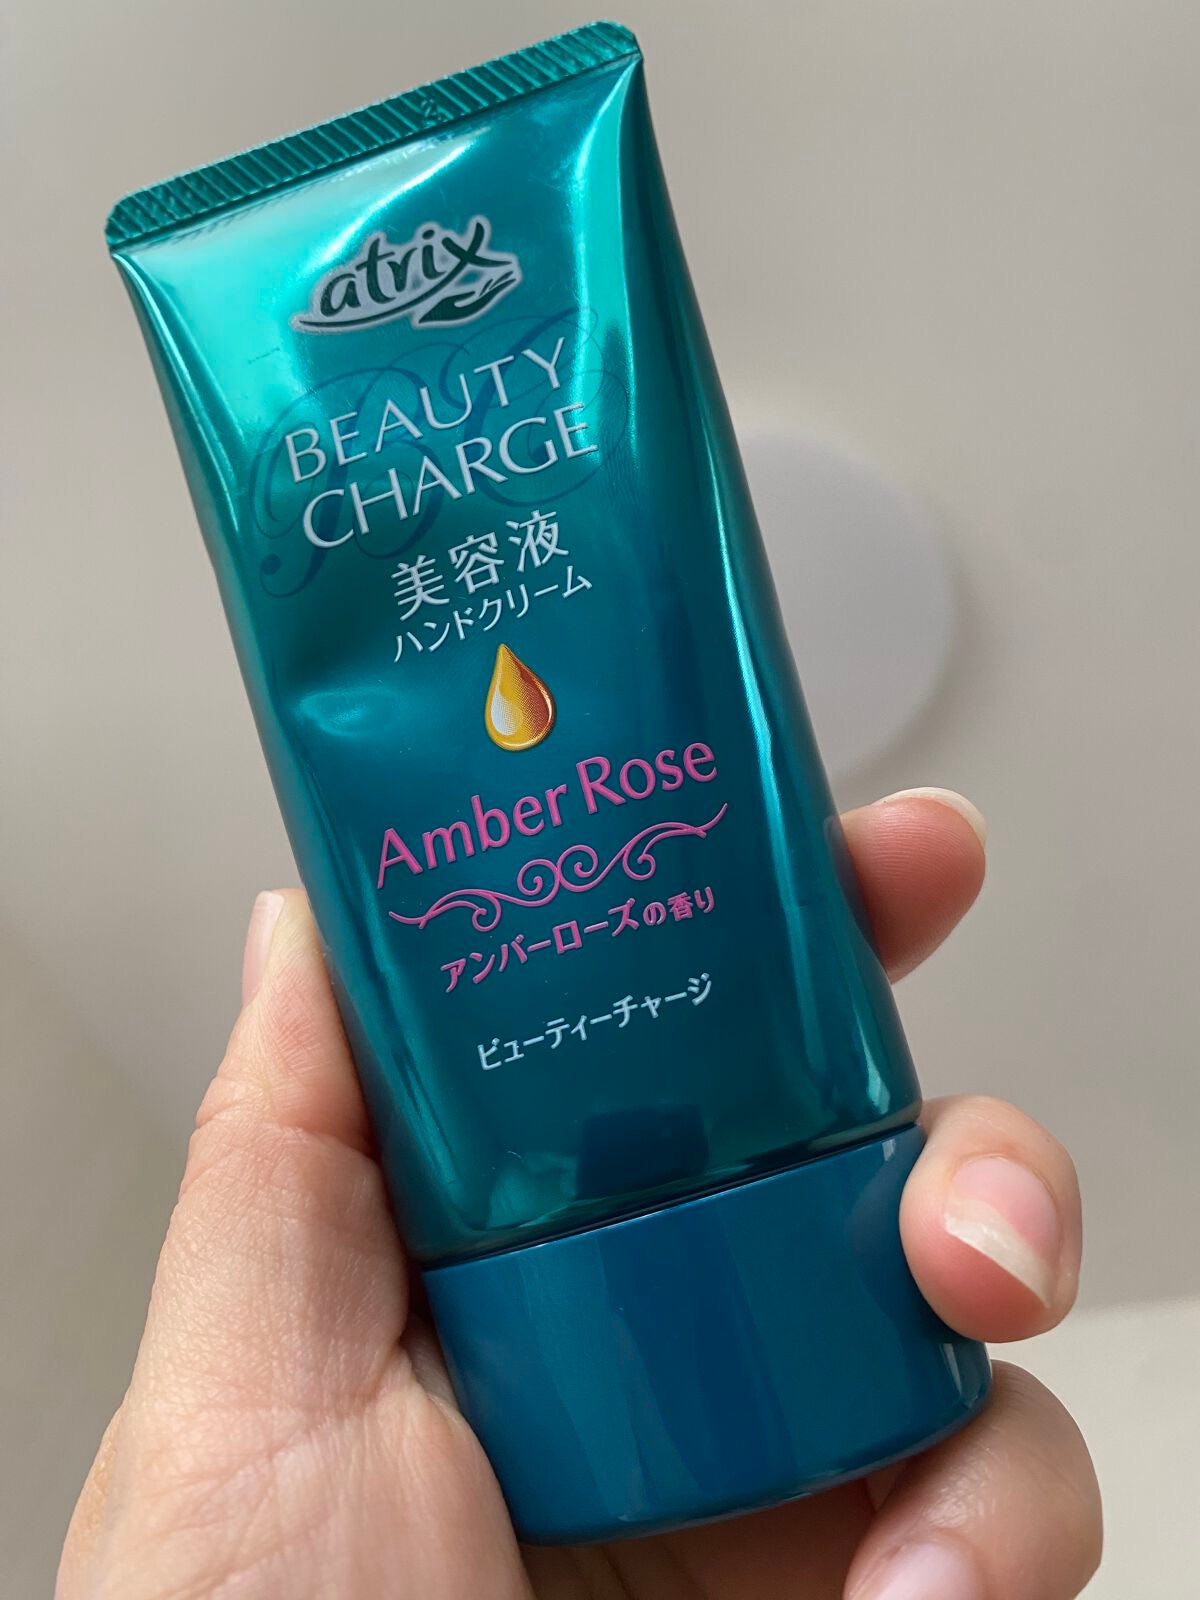 atrix
BEAUTY
CHARGE
美容液
ハンドクリーム
Amber Rose
アンバーローズの香り
ビューティーチャージ